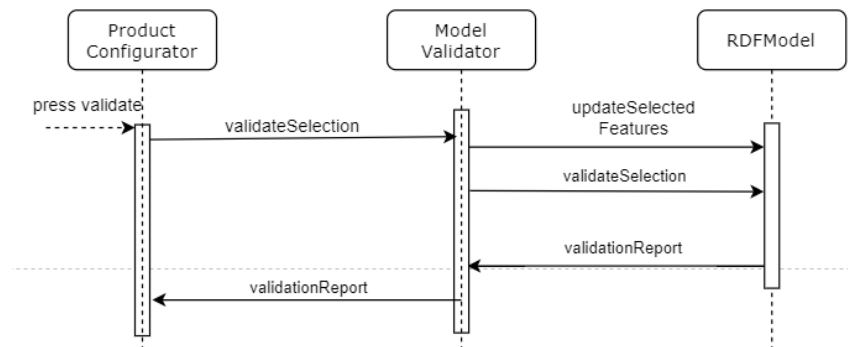 Product
Configurator
Model
Validator
RDFModel
press validate
validateSelection
updateSelected
Features
validateSelection
validationReport
validationReport